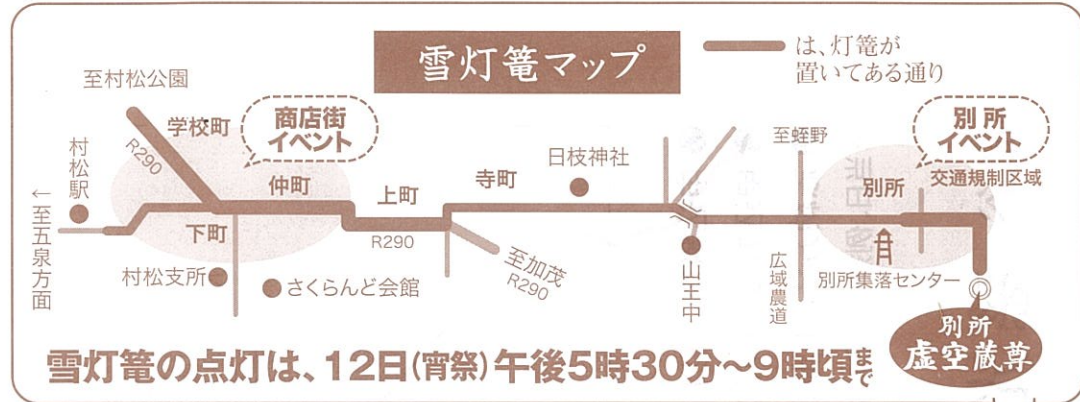 雪灯篭マップ
は、灯篭が
置いてある通り
至村松公園
学校町
商店街
イベント
R290
村松駅
←至五泉方面
仲町
下町
村松支所
さくらんど会館
上町
R290
寺町
日枝神社
至加茂
R290
山王中
至蛭野
広域農道
別所
イベント
交通規制区域
別所
別所集落センター
別所
虚空蔵尊
雪灯篭の点灯は、12日(宵祭)午後5時30分〜9時頃まで